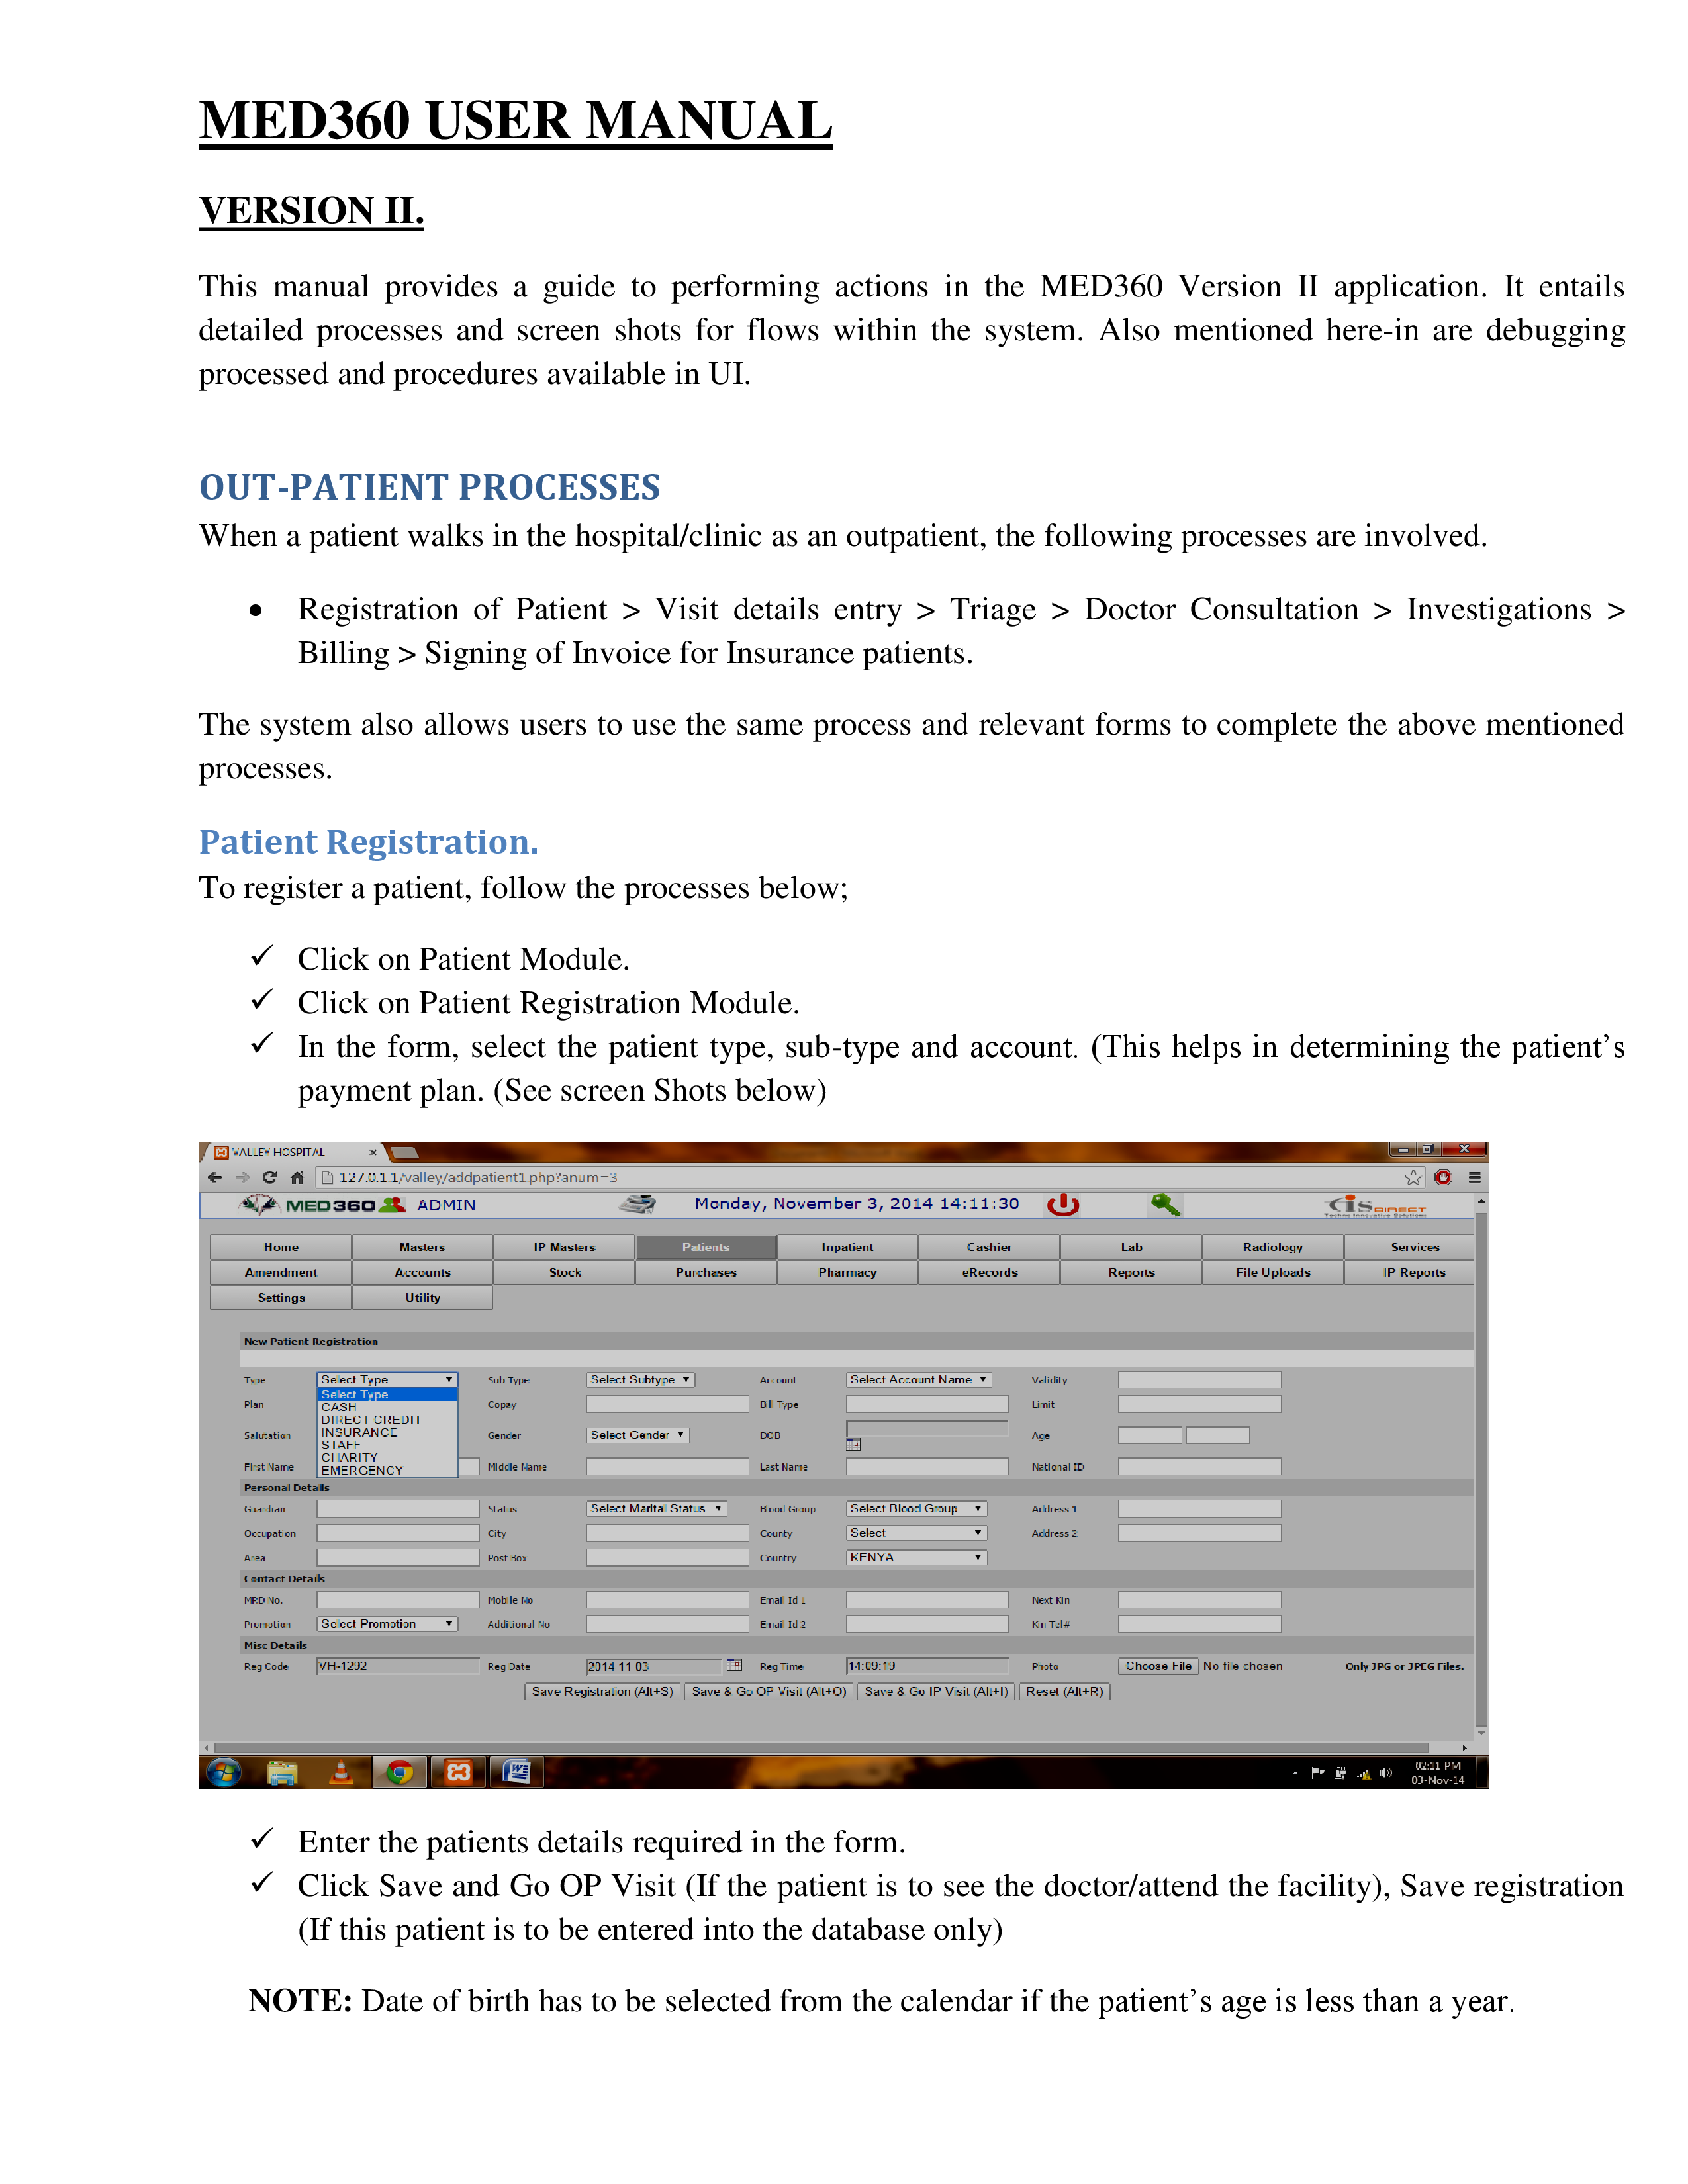 MED360 USER MANUAL
VERSION II.
This manual provides a guide to performing actions in the MED360 Version II application. It entails
detailed processes and screen shots for flows within the system. Also mentioned here-in are debugging
processed and procedures available in UI.
OUT-PATIENT PROCESSES
When a patient walks in the hospital/clinic as an outpatient, the following processes are involved.
• Registration of Patient > Visit details entry > Triage > Doctor Consultation > Investigations >
Billing > Signing of Invoice for Insurance patients.
The system also allows users to use the same process and relevant forms to complete the above mentioned
processes.
Patient Registration.
To register a patient, follow the processes below;
✓ Click on Patient Module.
✓ Click on Patient Registration Module.
✓ In the form, select the patient type, sub-type and account. (This helps in determining the patient’s
payment plan. (See screen Shots below)
VALLEY HOSPITAL
127.0.1.1/valley/addpatient1.php?anum=3
MED360 ADMIN Monday, November 3, 2014 14:11:30 cis DIRECT
Techno Innovative Solutions
Home Masters IP Masters Patients Inpatient Cashier Lab Radiology Services
Amendment Accounts Stock Purchases Pharmacy eRecords Reports File Uploads IP Reports
Settings Utility
New Patient Registration
Type Select Type Sub Type Select Subtype Account Select Account Name Validity
Select Type
Plan CASH Copay Bill Type Limit
DIRECT CREDIT
Salutation INSURANCE Gender Select Gender DOB Age
STAFF
CHARITY
First Name EMERGENCY Middle Name Last Name National ID
Personal Details
Guardian Status Select Marital Status Blood Group Select Blood Group Address 1
Occupation City County Select Address 2
Area Post Box Country KENYA
Contact Details
MRD No. Mobile No Email Id 1 Next Kin
Promotion Select Promotion Additional No Email Id 2 Kin Tel#
Misc Details
Reg Code VH-1292 Reg Date 2014-11-03 Reg Time 14:09:19 Photo Choose File No file chosen Only JPG or JPEG Files.
Save Registration (Alt+S) Save & Go OP Visit (Alt+O) Save & Go IP Visit (Alt+I) Reset (Alt+R)
02:11 PM
03-Nov-14
✓ Enter the patients details required in the form.
✓ Click Save and Go OP Visit (If the patient is to see the doctor/attend the facility), Save registration
(If this patient is to be entered into the database only)
NOTE: Date of birth has to be selected from the calendar if the patient’s age is less than a year.